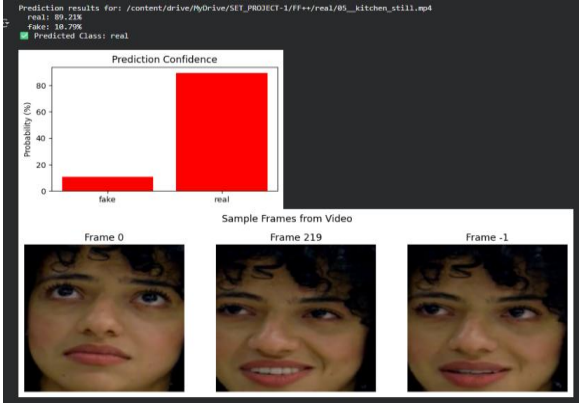 Prediction results for: /content/drive/MyDrive/SET_PROJECT-1/FF++/real/05__kitchen_still.mp4
real: 89.21%
fake: 10.79%
✅ Predicted Class: real
Prediction Confidence
Probability (%)
80
60
40
20
0
fake real
Sample Frames from Video
Frame 0 Frame 219 Frame -1